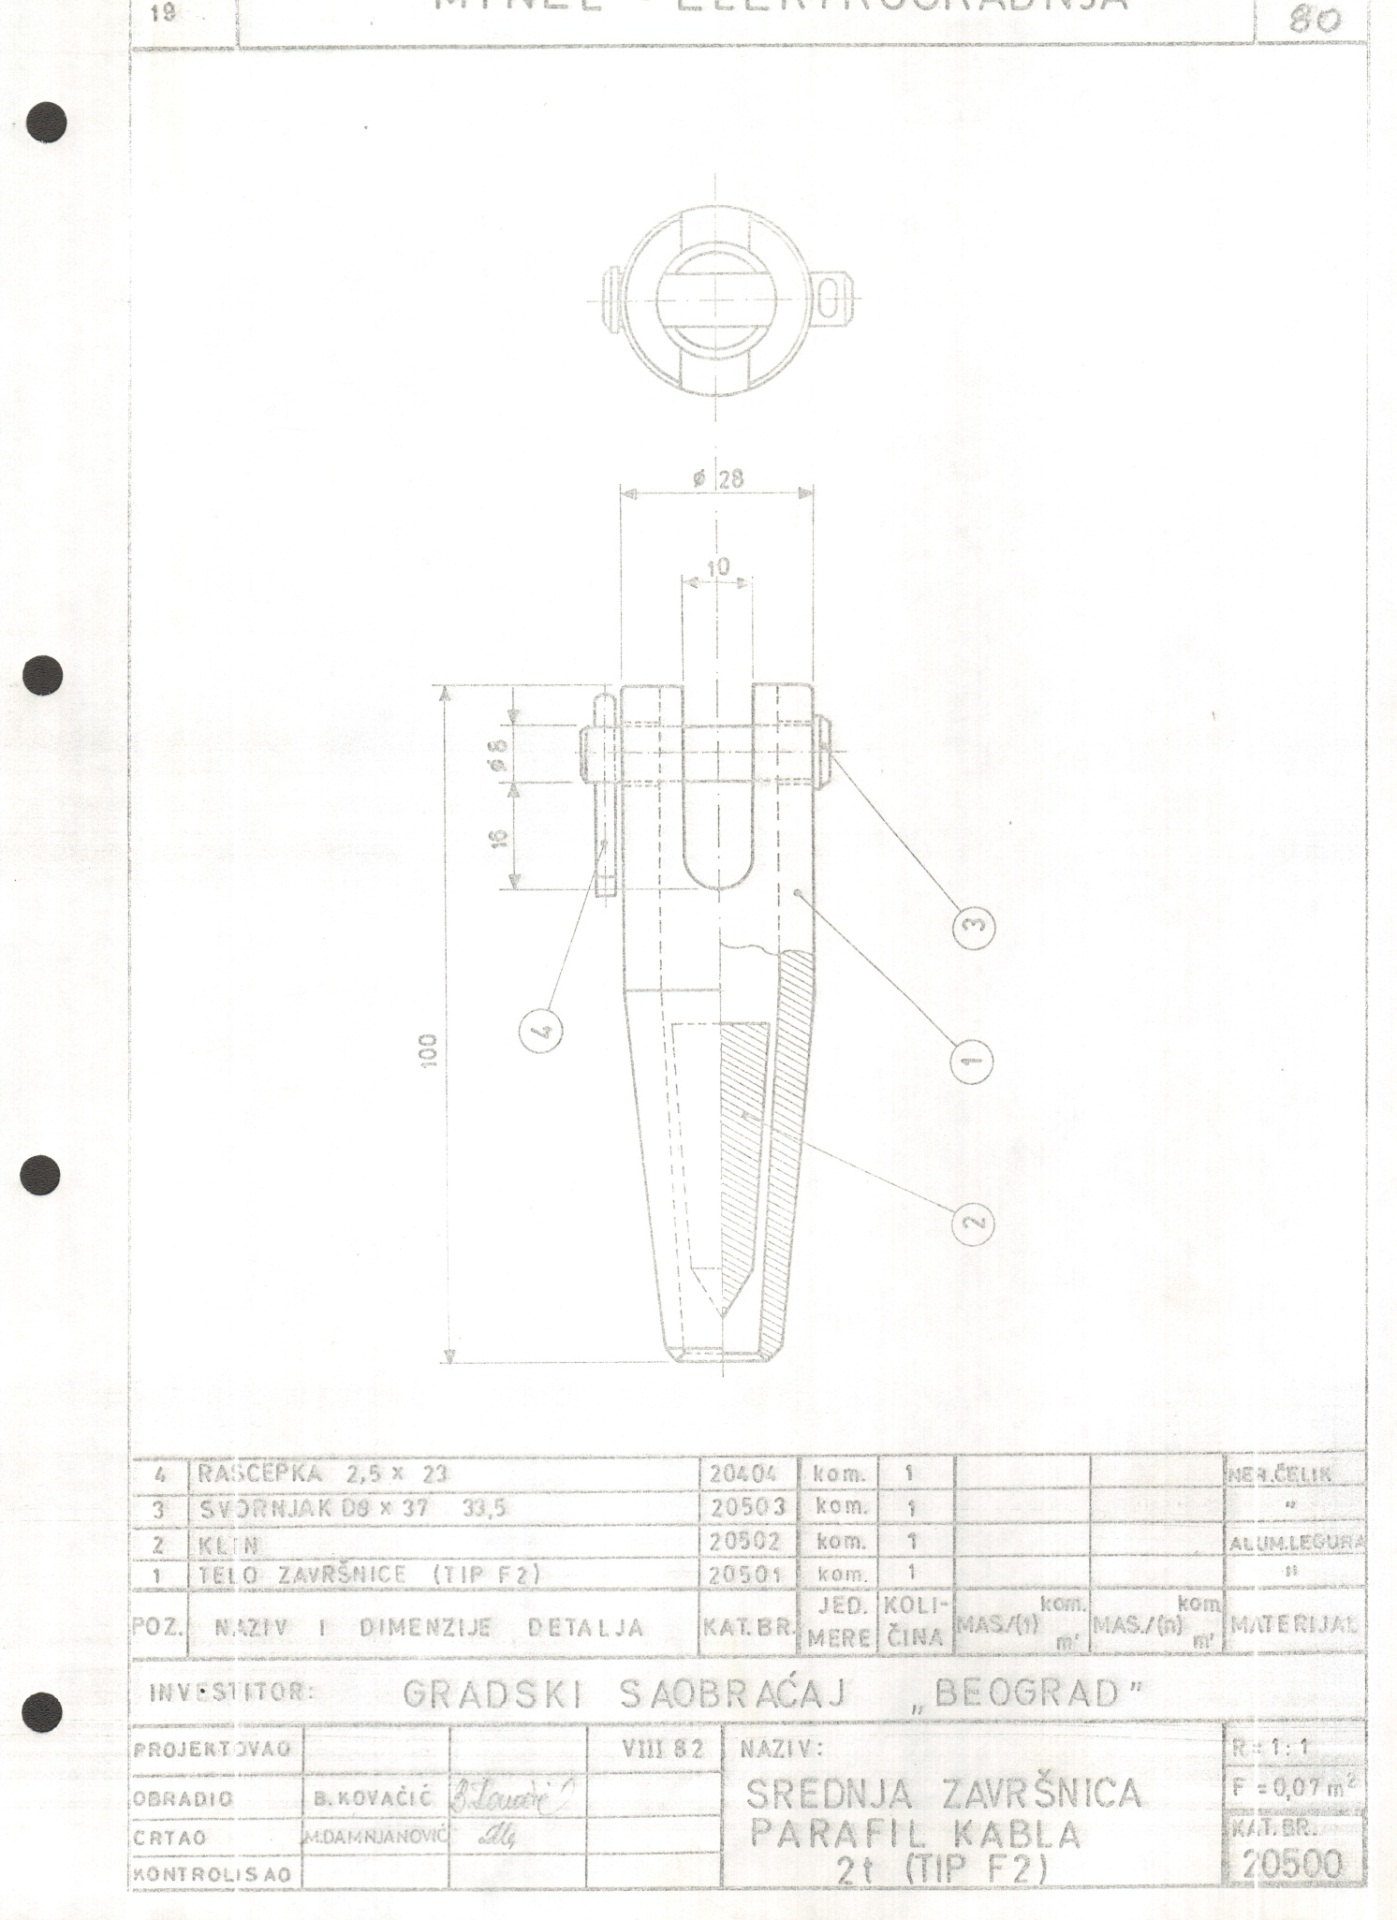 19
MINEL - ELEKTROGRADNJA
80
ø 28
10
ø 8
16
100
4
3
1
2
4 RASCEPKA 2,5 × 23 20404 kom. 1 NER.ČELIK
3 SVORNJAK D8 × 37 33,5 20503 kom. 1 "
2 KLIN 20502 kom. 1 ALUM.LEGURA
1 TELO ZAVRŠNICE (TIP F2) 20501 kom. 1 "
POZ. NAZIV I DIMENZIJE DETALJA KAT.BR. JED. MERE KOLI-ČINA MAS./(1) kom. m' MAS./(n) kom m' MATERIJAL
INVESTITOR: GRADSKI SAOBRAĆAJ „BEOGRAD"
PROJEKTOVAO VIII 82 NAZIV: R = 1 : 1
OBRADIO B. KOVAČIĆ B. Kovačić SREDNJA ZAVRŠNICA F = 0,07 m²
CRTAO M.DAMNJANOVIĆ PARAFIL KABLA KAT. BR.
KONTROLISAO 2t (TIP F2) 20500